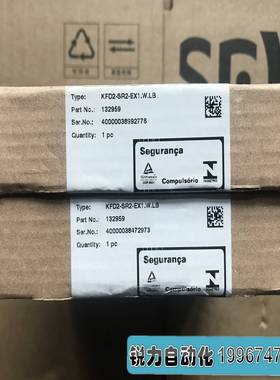 Type: KFD2-SR2-EX1.W.LB
Part No.: 132959
Ser.No.: 40000038992776
Quantity: 1 pc
Segurança
Compulsório
Type: KFD2-SR2-EX1.W.LB
Part No.: 132959
Ser.No.: 40000038472973
Quantity: 1 pc
Segurança
Compulsório
锐力自动化 1996747